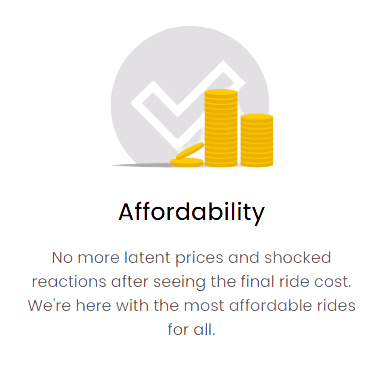 Affordability
No more latent prices and shocked
reactions after seeing the final ride cost.
We're here with the most affordable rides
for all.